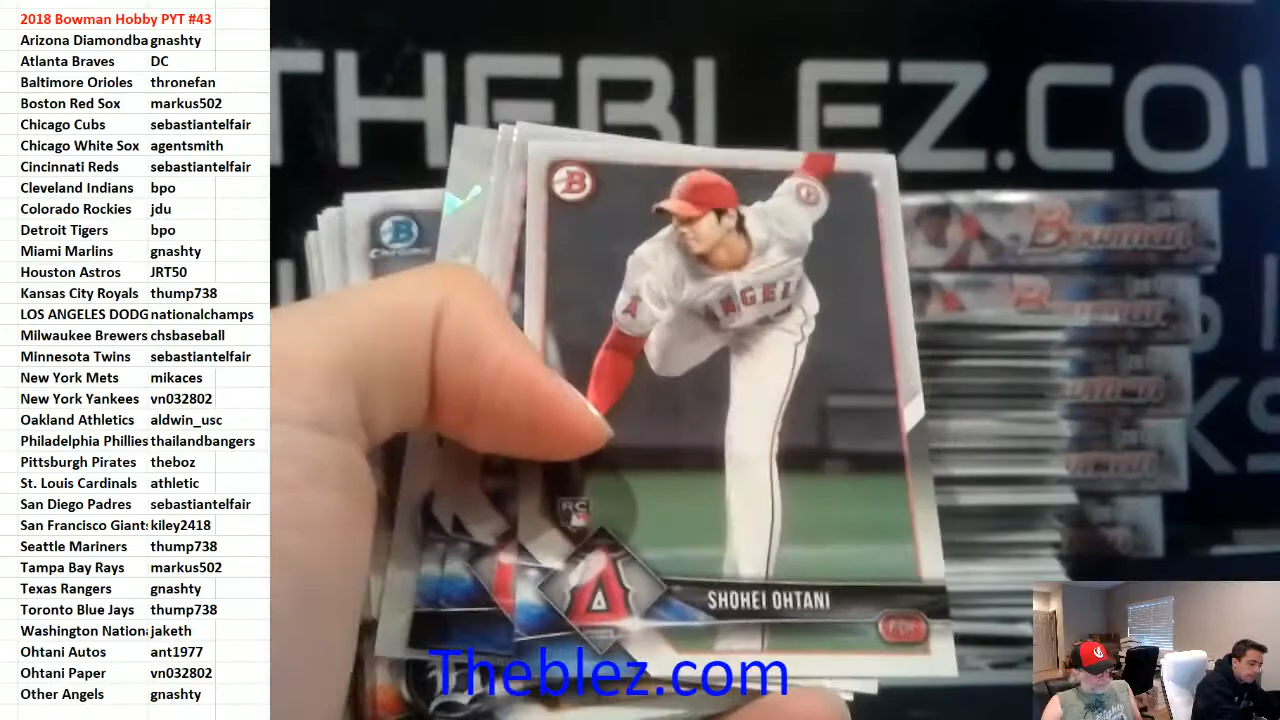 2018 Bowman Hobby PYT #43
Arizona Diamondba gnashty
Atlanta Braves DC
Baltimore Orioles thronefan
Boston Red Sox markus502
Chicago Cubs sebastiantelfair
Chicago White Sox agentsmith
Cincinnati Reds sebastiantelfair
Cleveland Indians bpo
Colorado Rockies jdu
Detroit Tigers bpo
Miami Marlins gnashty
Houston Astros JRT50
Kansas City Royals thump738
LOS ANGELES DODG nationalchamps
Milwaukee Brewers chsbaseball
Minnesota Twins sebastiantelfair
New York Mets mikaces
New York Yankees vn032802
Oakland Athletics aldwin_usc
Philadelphia Phillies thailandbangers
Pittsburgh Pirates theboz
St. Louis Cardinals athletic
San Diego Padres sebastiantelfair
San Francisco Giants kiley2418
Seattle Mariners thump738
Tampa Bay Rays markus502
Texas Rangers gnashty
Toronto Blue Jays thump738
Washington Nation jaketh
Ohtani Autos ant1977
Ohtani Paper vn032802
Other Angels gnashty
THEBLEZ.CO
B
B
Chrome
Bowman
ANGEL
A
RC
A
SHOHEI OHTANI
P/DH
Theblez.com